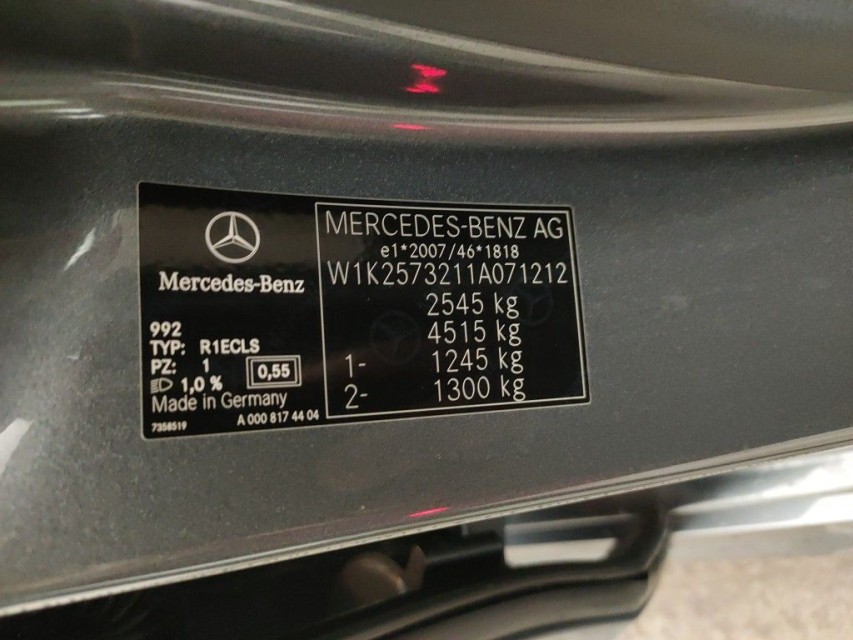 Mercedes-Benz
992
TYP: R1ECLS
PZ: 1
1,0 %
0,55
Made in Germany
7358519
A 000 817 44 04
MERCEDES-BENZ AG
e1*2007/46*1818
W1K2573211A071212
2545 kg
4515 kg
1- 1245 kg
2- 1300 kg